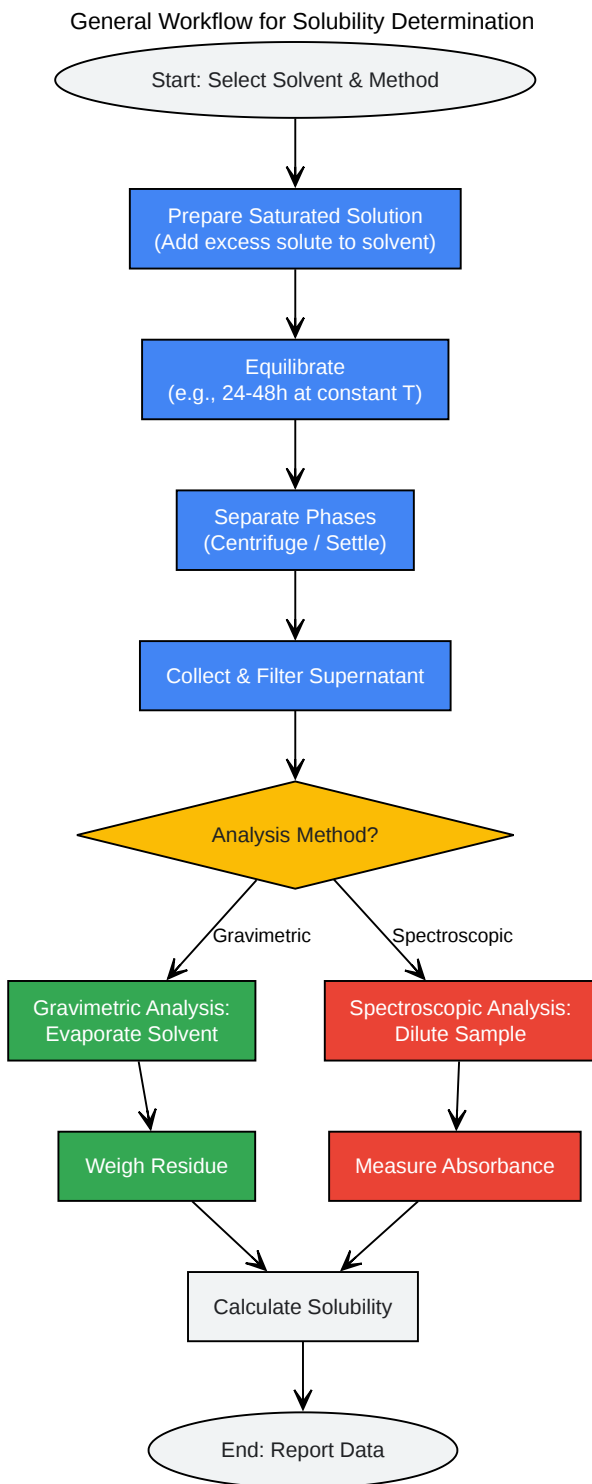 General Workflow for Solubility Determination
Start: Select Solvent & Method
Prepare Saturated Solution
(Add excess solute to solvent)
Equilibrate
(e.g., 24-48h at constant T)
Separate Phases
(Centrifuge / Settle)
Collect & Filter Supernatant
Analysis Method?
Gravimetric
Spectroscopic
Gravimetric Analysis:
Evaporate Solvent
Spectroscopic Analysis:
Dilute Sample
Weigh Residue
Measure Absorbance
Calculate Solubility
End: Report Data